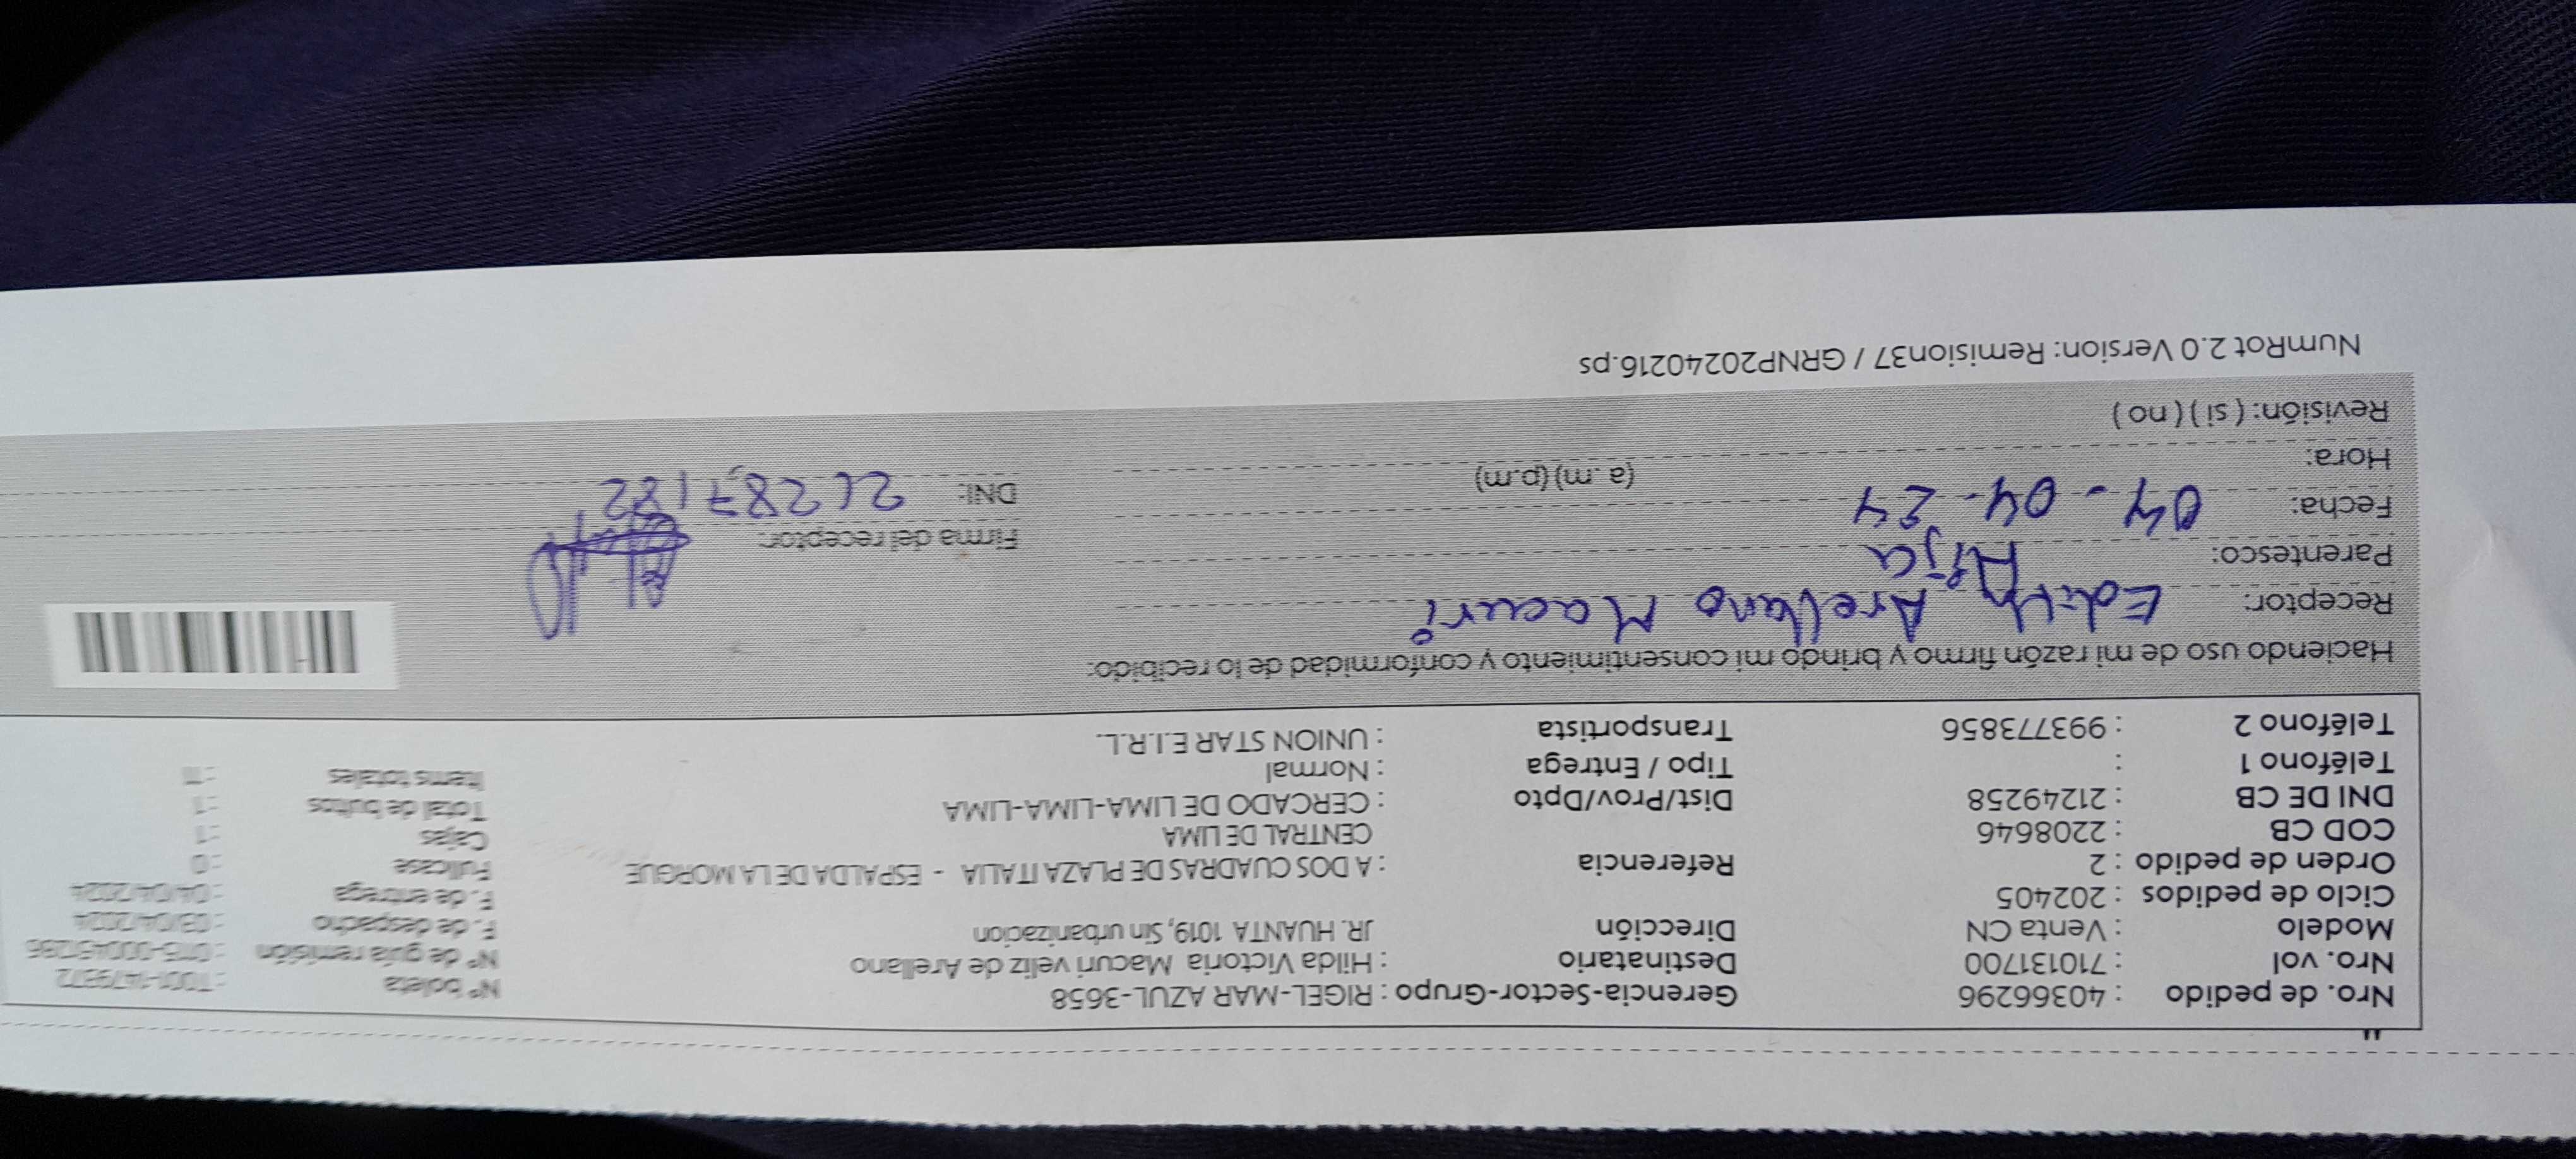 Nro. de pedido : 40366296 Gerencia-Sector-Grupo : RIGEL-MAR AZUL-3658 N° boleta
Nro. vol : 710131700 Destinatario : Hilda Victoria Macuri veliz de Arellano N° de guía remisión
Modelo : Venta CN Dirección JR. HUANTA 1019, Sin urbanizacion F. de despacho : 03/04/2024
Ciclo de pedidos : 202405 F. de entrega : 04/04/2024
Orden de pedido : 2 Referencia : A DOS CUADRAS DE PLAZA ITALIA - ESPALDA DE LA MORGUE Fullcase : 0
COD CB : 2208646 CENTRAL DE LIMA Cajas : 1
DNI DE CB : 21249258 Dist/Prov/Dpto : CERCADO DE LIMA-LIMA-LIMA Total de bultos : 1
Teléfono 1 : Tipo / Entrega : Normal Items totales : 11
Teléfono 2 : 993773856 Transportista : UNION STAR E.I.R.L.
Haciendo uso de mi razón firmo y brindo mi consentimiento y conformidad de lo recibido:
Receptor: Edith Arellano Macuri
Parentesco: Hija Firma del receptor:
Fecha: 04-04-24 DNI:
Hora: (a .m) (p.m)
Revisión: ( si ) ( no )
NumRot 2.0 Version: Remision37 / GRNP20240216.ps